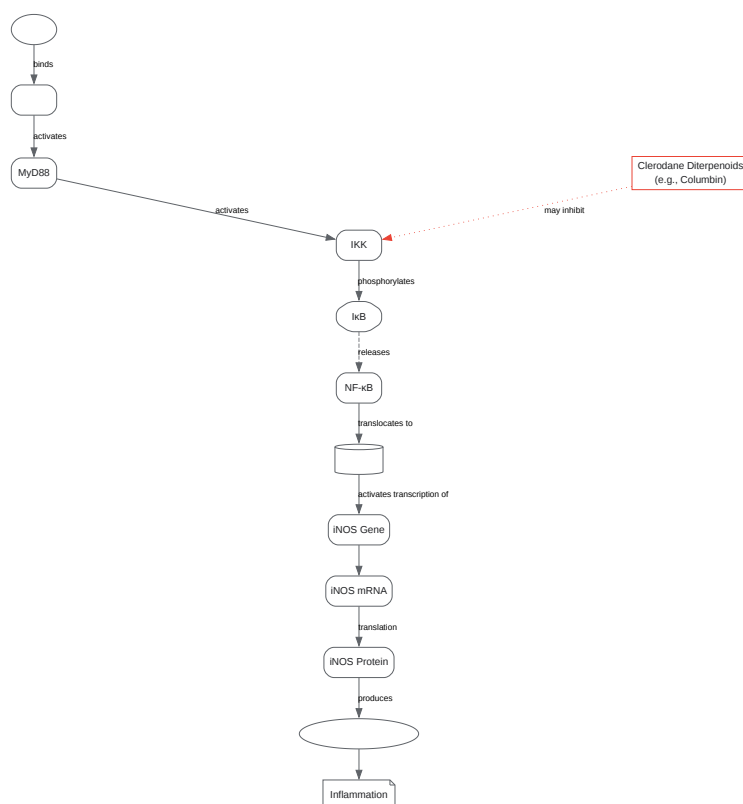 binds
activates
MyD88
Clerodane Diterpenoids
(e.g., Columbin)
activates
may inhibit
IKK
phosphorylates
IκB
releases
NF-κB
translocates to
activates transcription of
iNOS Gene
iNOS mRNA
translation
iNOS Protein
produces
Inflammation